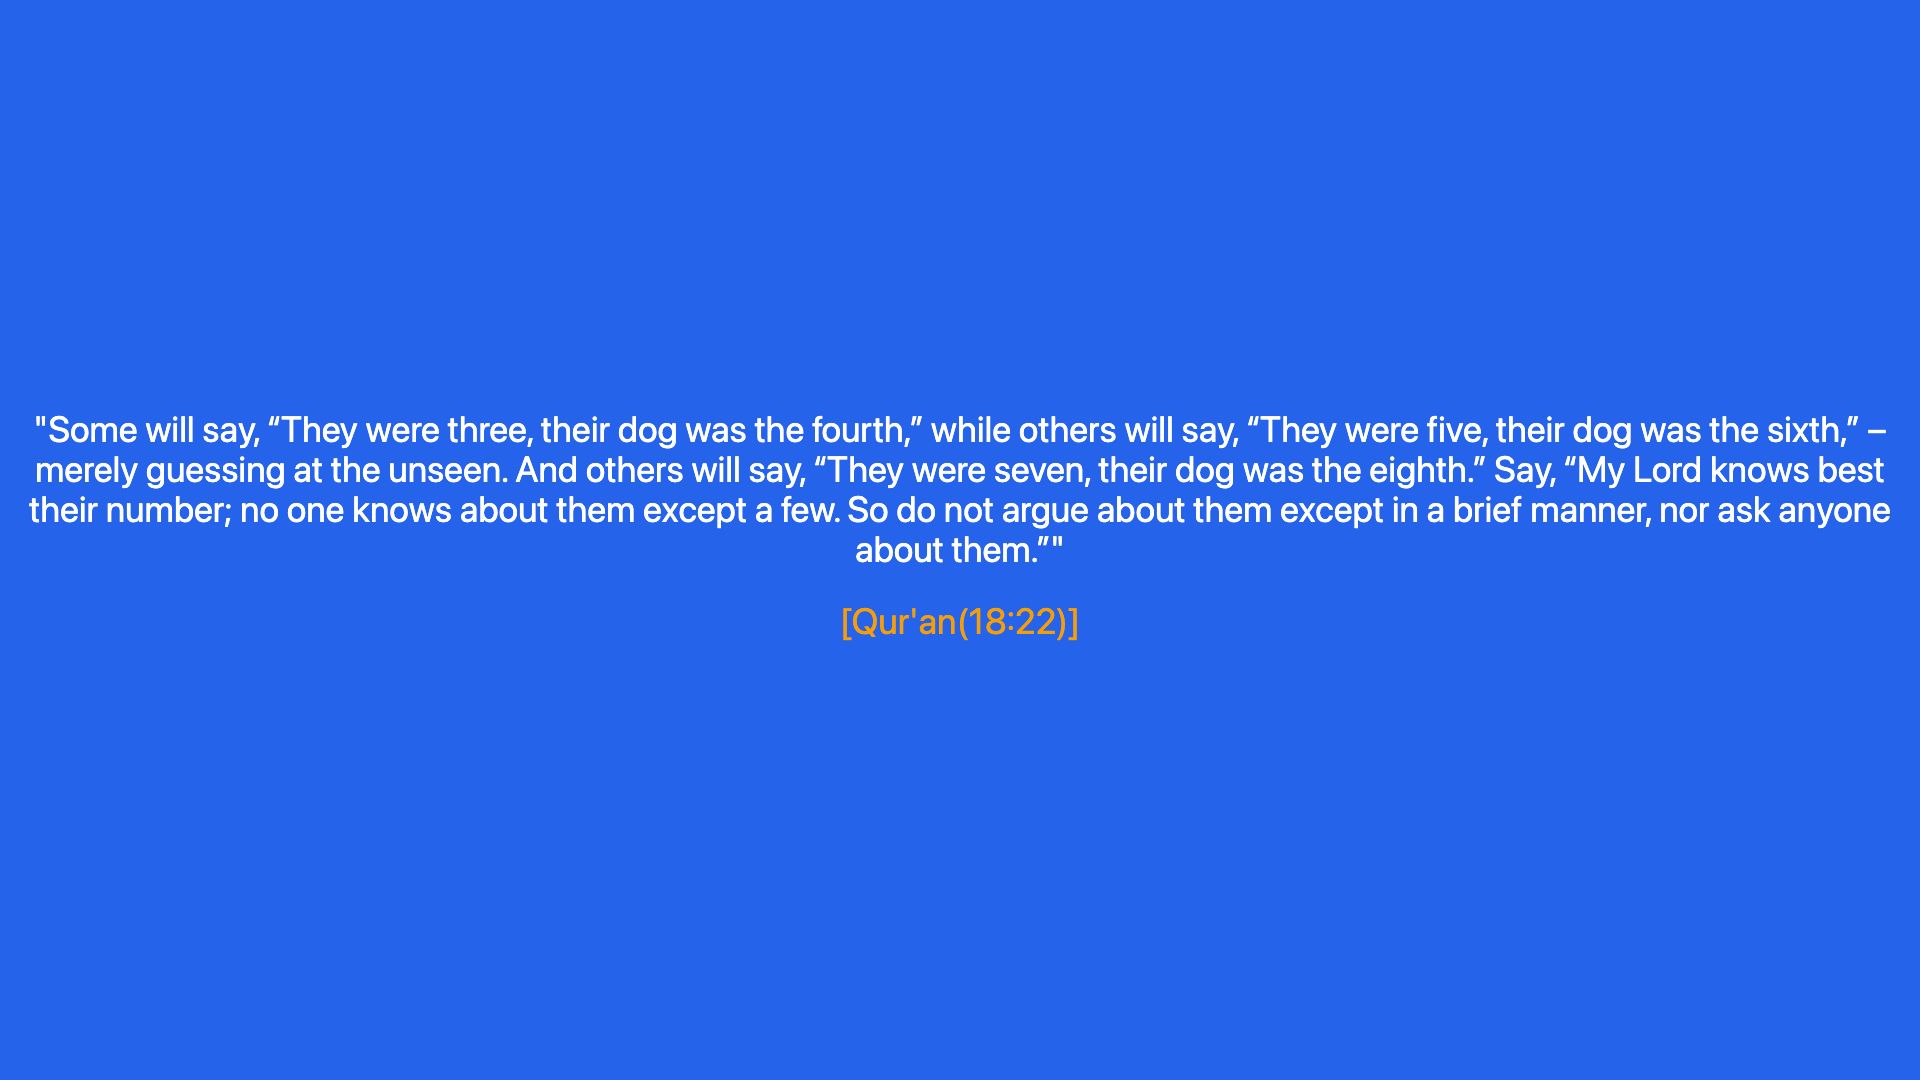 "Some will say, “They were three, their dog was the fourth,” while others will say, “They were five, their dog was the sixth,” –
merely guessing at the unseen. And others will say, “They were seven, their dog was the eighth.” Say, “My Lord knows best
their number; no one knows about them except a few. So do not argue about them except in a brief manner, nor ask anyone
about them.”"
[Qur'an(18:22)]